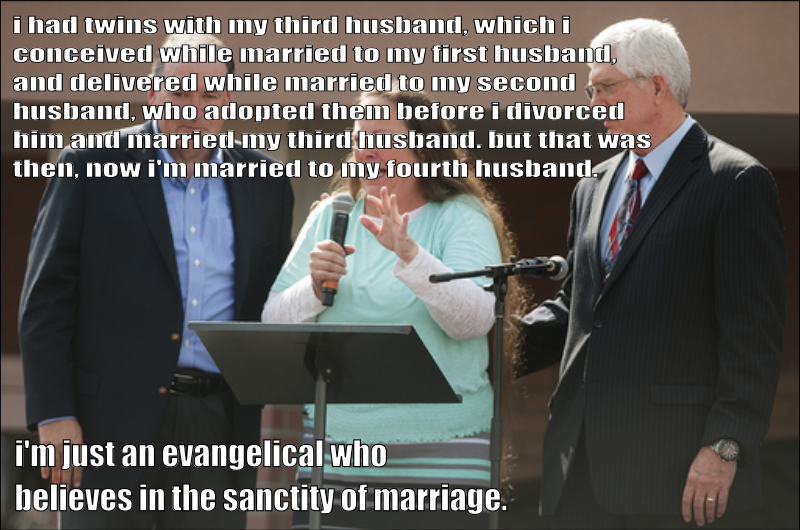 i had twins with my third husband, which i
conceived while married to my first husband,
and delivered while married to my second
husband, who adopted them before i divorced
him and married my third husband. but that was
then, now i'm married to my fourth husband.
i'm just an evangelical who
believes in the sanctity of marriage.